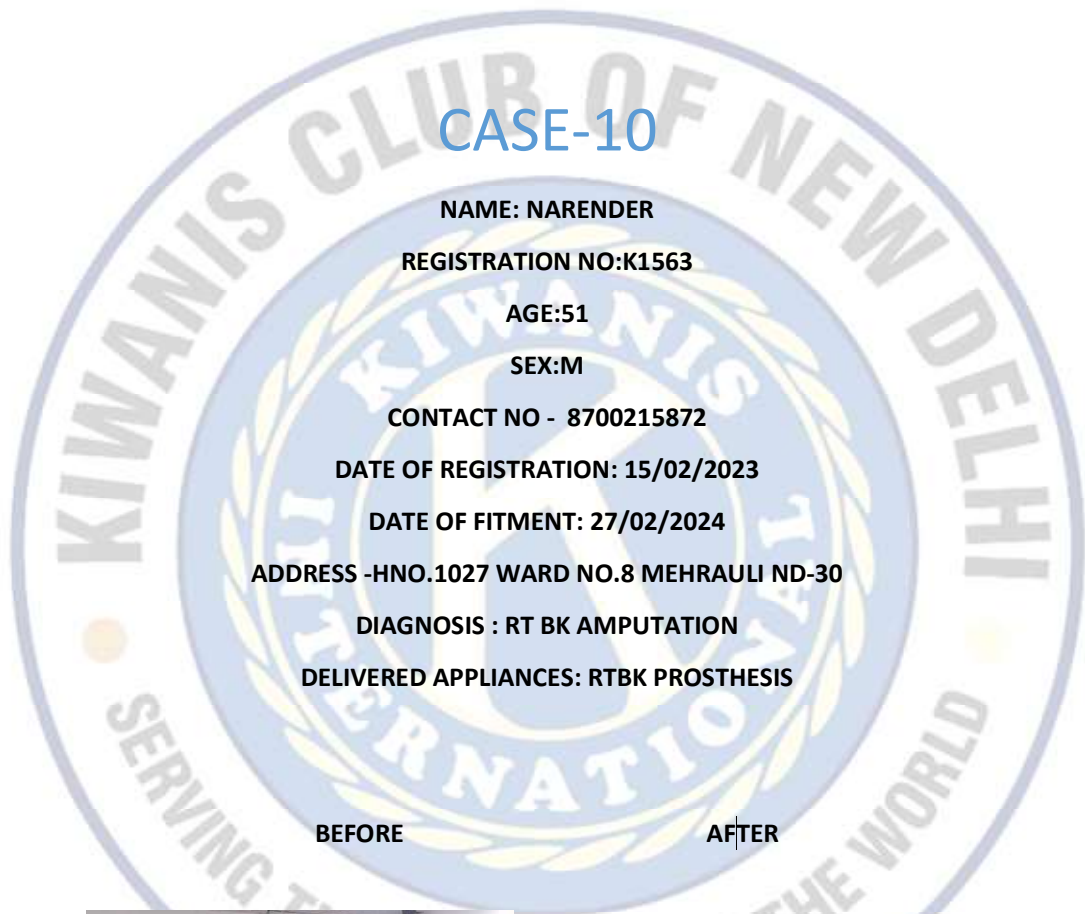 KIWANIS CLUB OF NEW DELHI
CASE-10
NAME: NARENDER
REGISTRATION NO:K1563
AGE:51
SEX:M
CONTACT NO - 8700215872
DATE OF REGISTRATION: 15/02/2023
DATE OF FITMENT: 27/02/2024
ADDRESS -HNO.1027 WARD NO.8 MEHRAULI ND-30
DIAGNOSIS : RT BK AMPUTATION
DELIVERED APPLIANCES: RTBK PROSTHESIS
KIWANIS
INTERNATIONAL
K
BEFORE AFTER
SERVING
THE WORLD